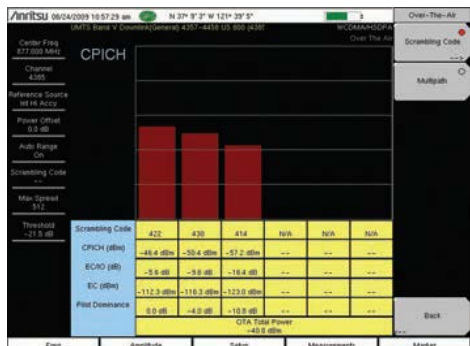 Anritsu 08/24/2009 10:57:29 am N 37° 9' 3" W 121° 39' 5"
Over-The-Air
UMTS Band V Downlink(General) 4357-4458 US 800
WCDMA/HSDPA
Over The Air
Center Freq
877.000 MHz
Channel
4385
Reference Source
Int Hi Accy
Power Offset
0.0 dB
Auto Range
On
Scrambling Code
--
Max Spread
512
Threshold
-21.5 dB
CPICH
Scrambling Code
-->
Multipath
Back
Scrambling Code 422 430 414 N/A N/A N/A
CPICH (dBm) -46.4 dBm -50.4 dBm -57.2 dBm -- -- --
EC/IO (dB) -5.6 dB -9.6 dB -16.4 dB -- -- --
EC (dBm) -112.3 dBm -116.3 dBm -123.0 dBm -- -- --
Pilot Dominance 0.0 dB -4.0 dB -10.8 dB -- -- --
OTA Total Power
-40.8 dBm
Freq Amplitude Setup Measurements Marker